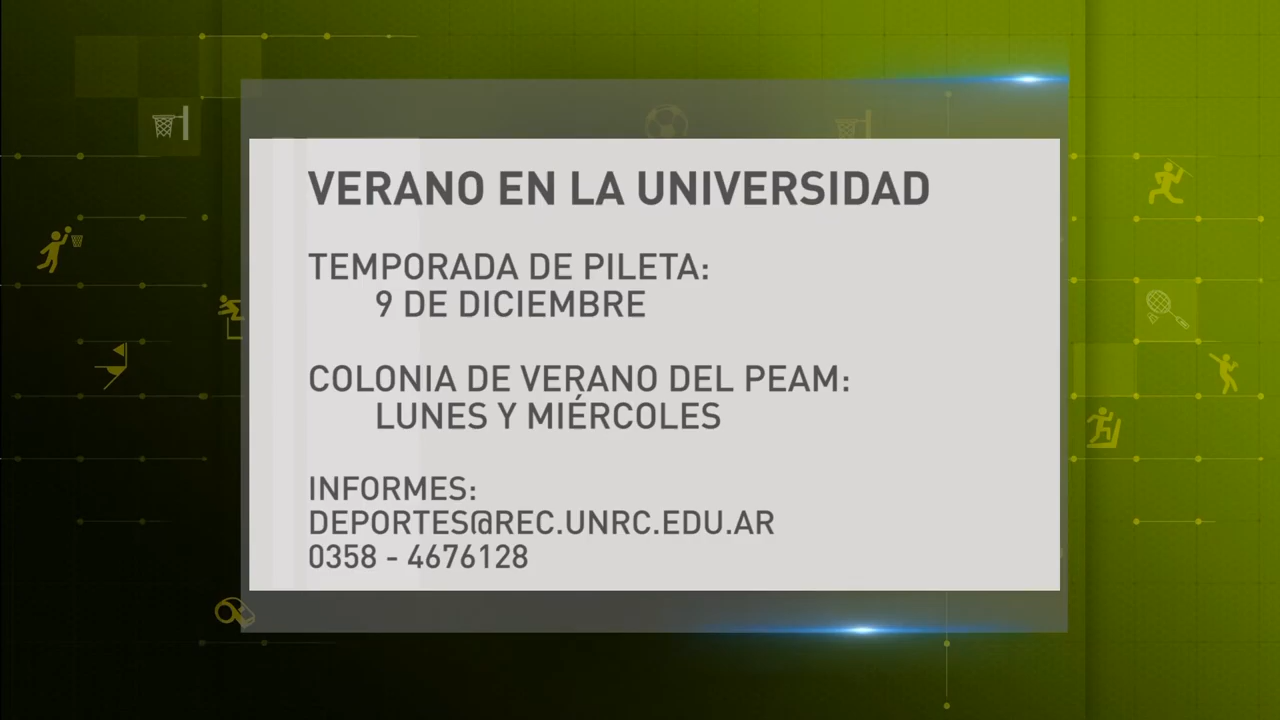 VERANO EN LA UNIVERSIDAD
TEMPORADA DE PILETA:
9 DE DICIEMBRE
COLONIA DE VERANO DEL PEAM:
LUNES Y MIÉRCOLES
INFORMES:
DEPORTES@REC.UNRC.EDU.AR
0358 - 4676128